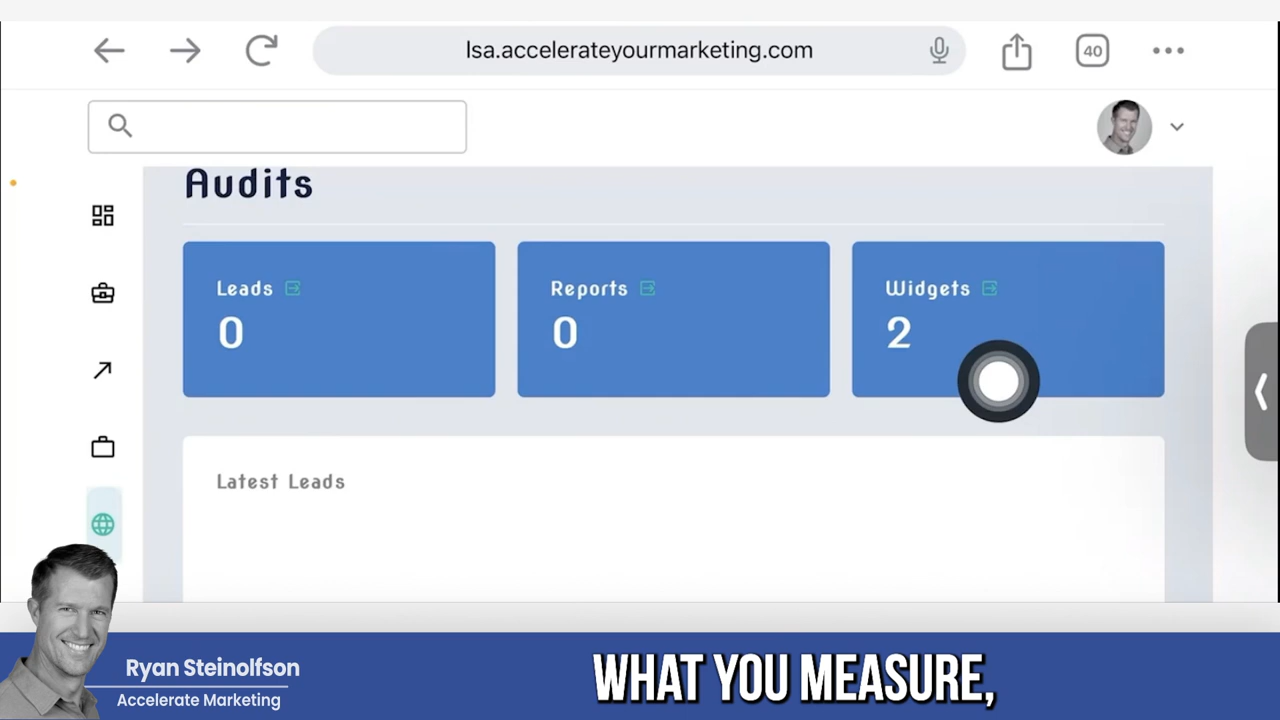 lsa.accelerateyourmarketing.com
40
Audits
Leads
0
Reports
0
Widgets
2
Latest Leads
Ryan Steinolfson
Accelerate Marketing
WHAT YOU MEASURE,